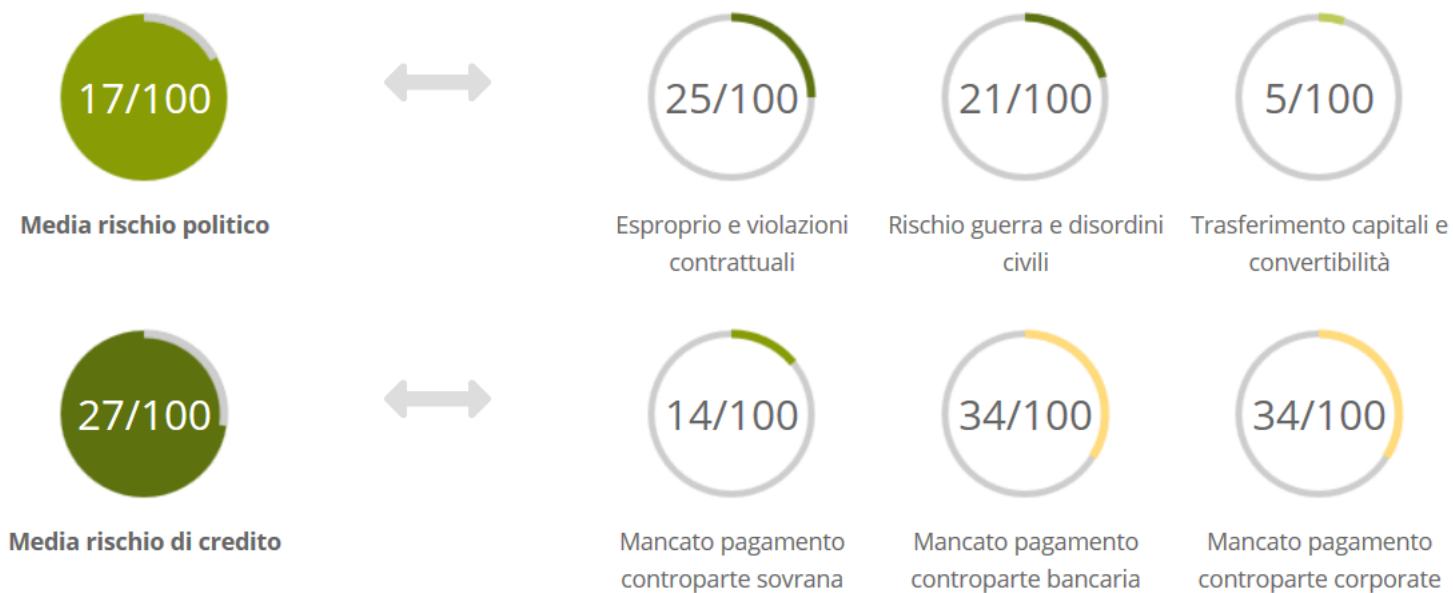 17/100
25/100
21/100
5/100
Media rischio politico
Esproprio e violazioni
contrattuali
Rischio guerra e disordini
civili
Trasferimento capitali e
convertibilità
27/100
14/100
34/100
34/100
Media rischio di credito
Mancato pagamento
controparte sovrana
Mancato pagamento
controparte bancaria
Mancato pagamento
controparte corporate